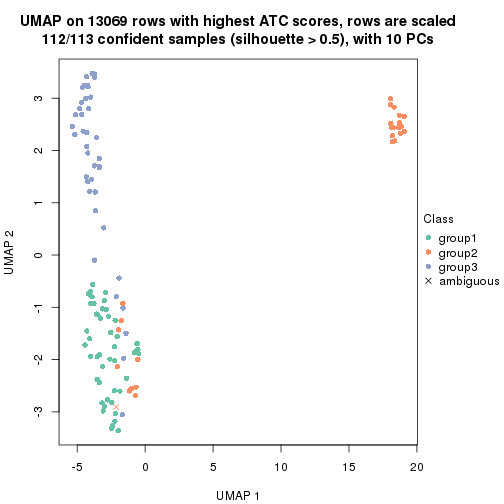 UMAP on 13069 rows with highest ATC scores, rows are scaled
112/113 confident samples (silhouette > 0.5), with 10 PCs
3
2
1
0
-1
-2
-3
UMAP 2
-5
0
5
10
15
20
UMAP 1
Class
group1
group2
group3
ambiguous